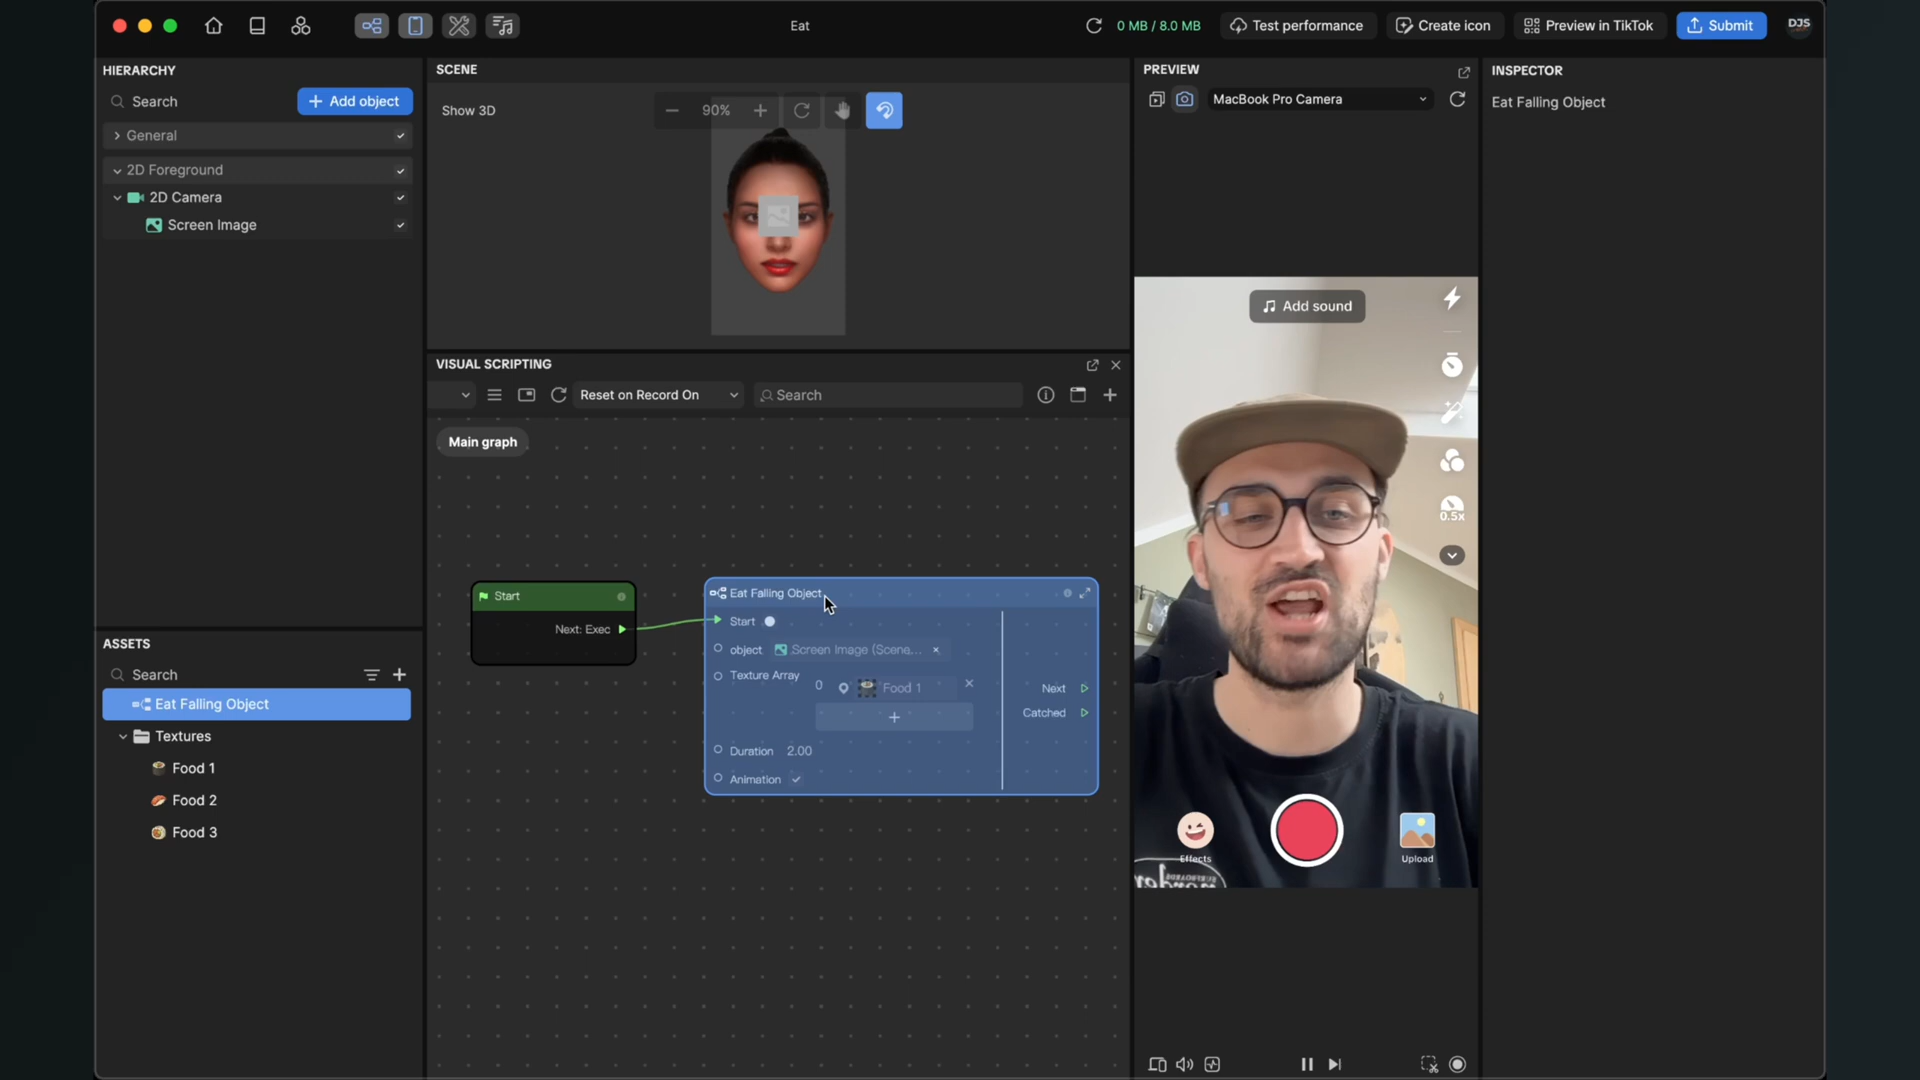 Eat
0 MB / 8.0 MB
Test performance
Create icon
Preview in TikTok
Submit
DJS
HIERARCHY
Search
Add object
General
2D Foreground
2D Camera
Screen Image
SCENE
Show 3D
90%
PREVIEW
MacBook Pro Camera
INSPECTOR
Eat Falling Object
Add sound
0.5x
Effects
Upload
VISUAL SCRIPTING
Reset on Record On
Search
Main graph
Start
Next: Exec
Eat Falling Object
Start
object
Screen Image (Scene...
Texture Array
0
Food 1
Next
Catched
Duration 2.00
Animation
ASSETS
Search
Eat Falling Object
Textures
Food 1
Food 2
Food 3